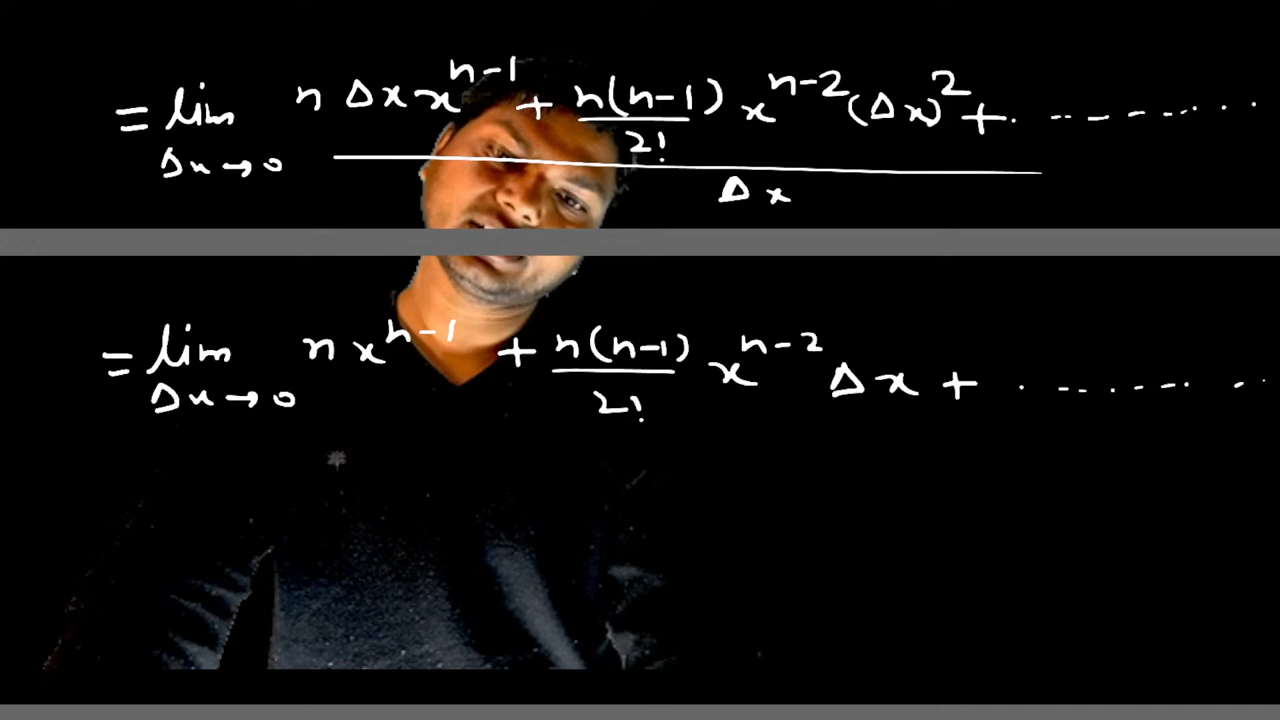 = lim Δx→0 n Δx x^(n-1) + n(n-1)/2! x^(n-2) (Δx)^2 + ............
Δx
= lim Δx→0 n x^(n-1) + n(n-1)/2! x^(n-2) Δx + ............